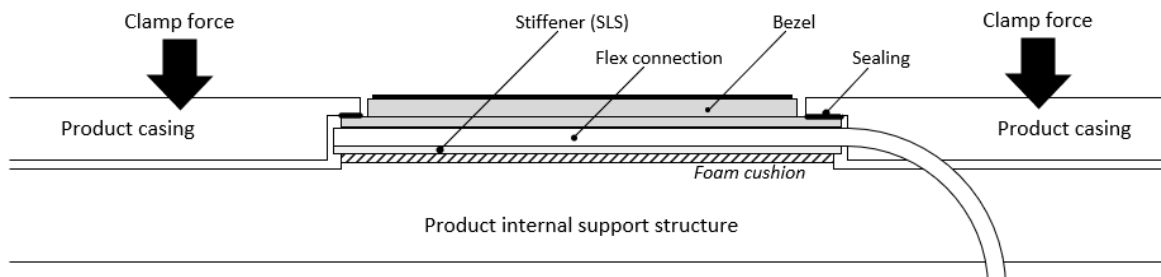 Clamp force
Stiffener (SLS)
Bezel
Clamp force
Flex connection
Sealing
Product casing
Product casing
Foam cushion
Product internal support structure